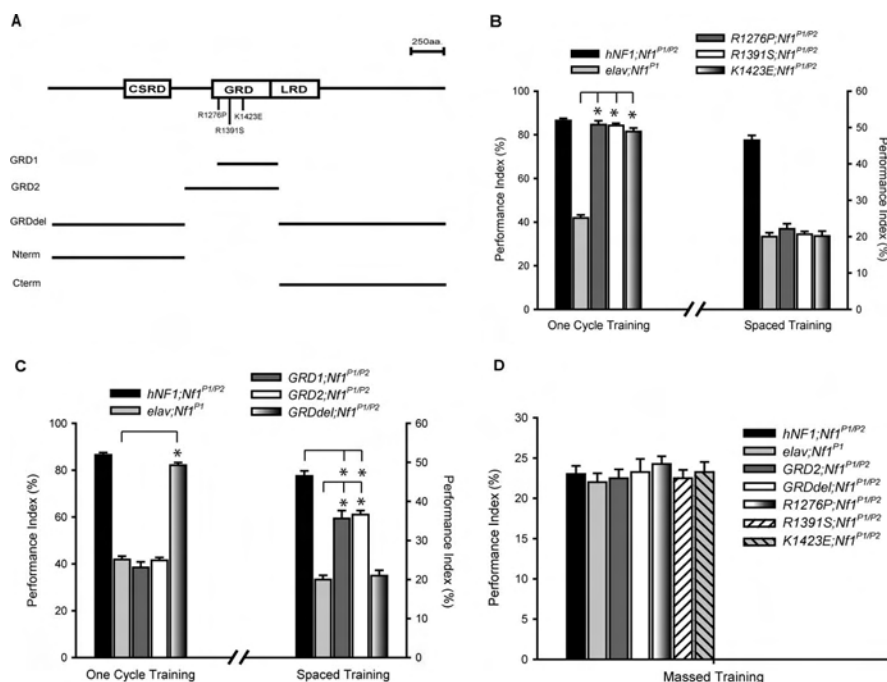 A
250aa.
CSRD
GRD
LRD
R1276P
K1423E
R1391S
GRD1
GRD2
GRDdel
Nterm
Cterm
B
hNF1;Nf1P1/P2
elav;Nf1P1
R1276P;Nf1P1/P2
R1391S;Nf1P1/P2
K1423E;Nf1P1/P2
Performance Index (%)
100
80
60
40
20
0
* * *
60
50
40
30
20
10
0
Performance Index (%)
One Cycle Training
Spaced Training
C
hNF1;Nf1P1/P2
elav;Nf1P1
GRD1;Nf1P1/P2
GRD2;Nf1P1/P2
GRDdel;Nf1P1/P2
Performance Index (%)
100
80
60
40
20
0
*
* *
* *
60
50
40
30
20
10
0
Performance Index (%)
One Cycle Training
Spaced Training
D
Performance Index (%)
30
25
20
15
10
5
0
hNF1;Nf1P1/P2
elav;Nf1P1
GRD2;Nf1P1/P2
GRDdel;Nf1P1/P2
R1276P;Nf1P1/P2
R1391S;Nf1P1/P2
K1423E;Nf1P1/P2
Massed Training